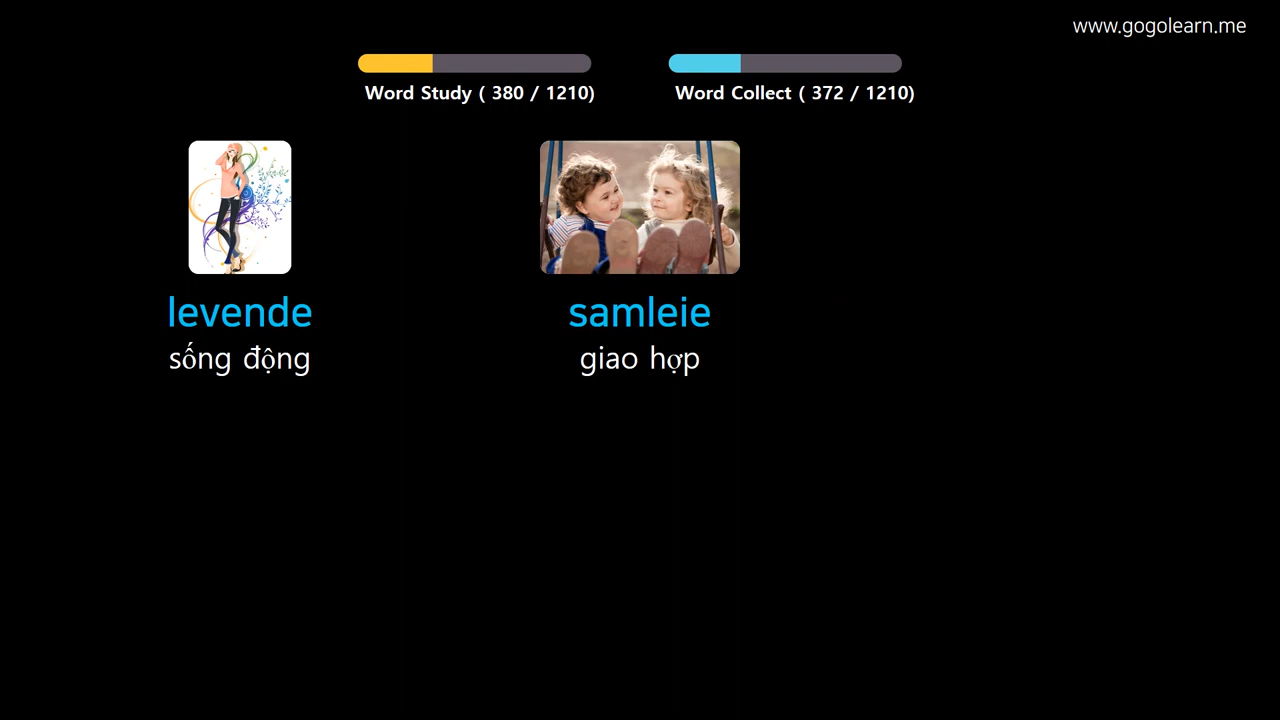 www.gogolearn.me
Word Study ( 380 / 1210)
Word Collect ( 372 / 1210)
levende
samleie
sống động
giao hợp